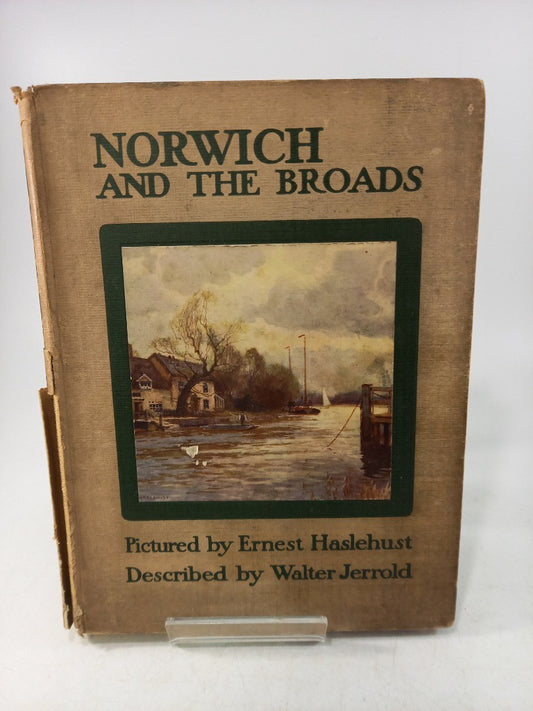 NORWICH
AND THE BROADS
Pictured by Ernest Haslehust
Described by Walter Jerrold